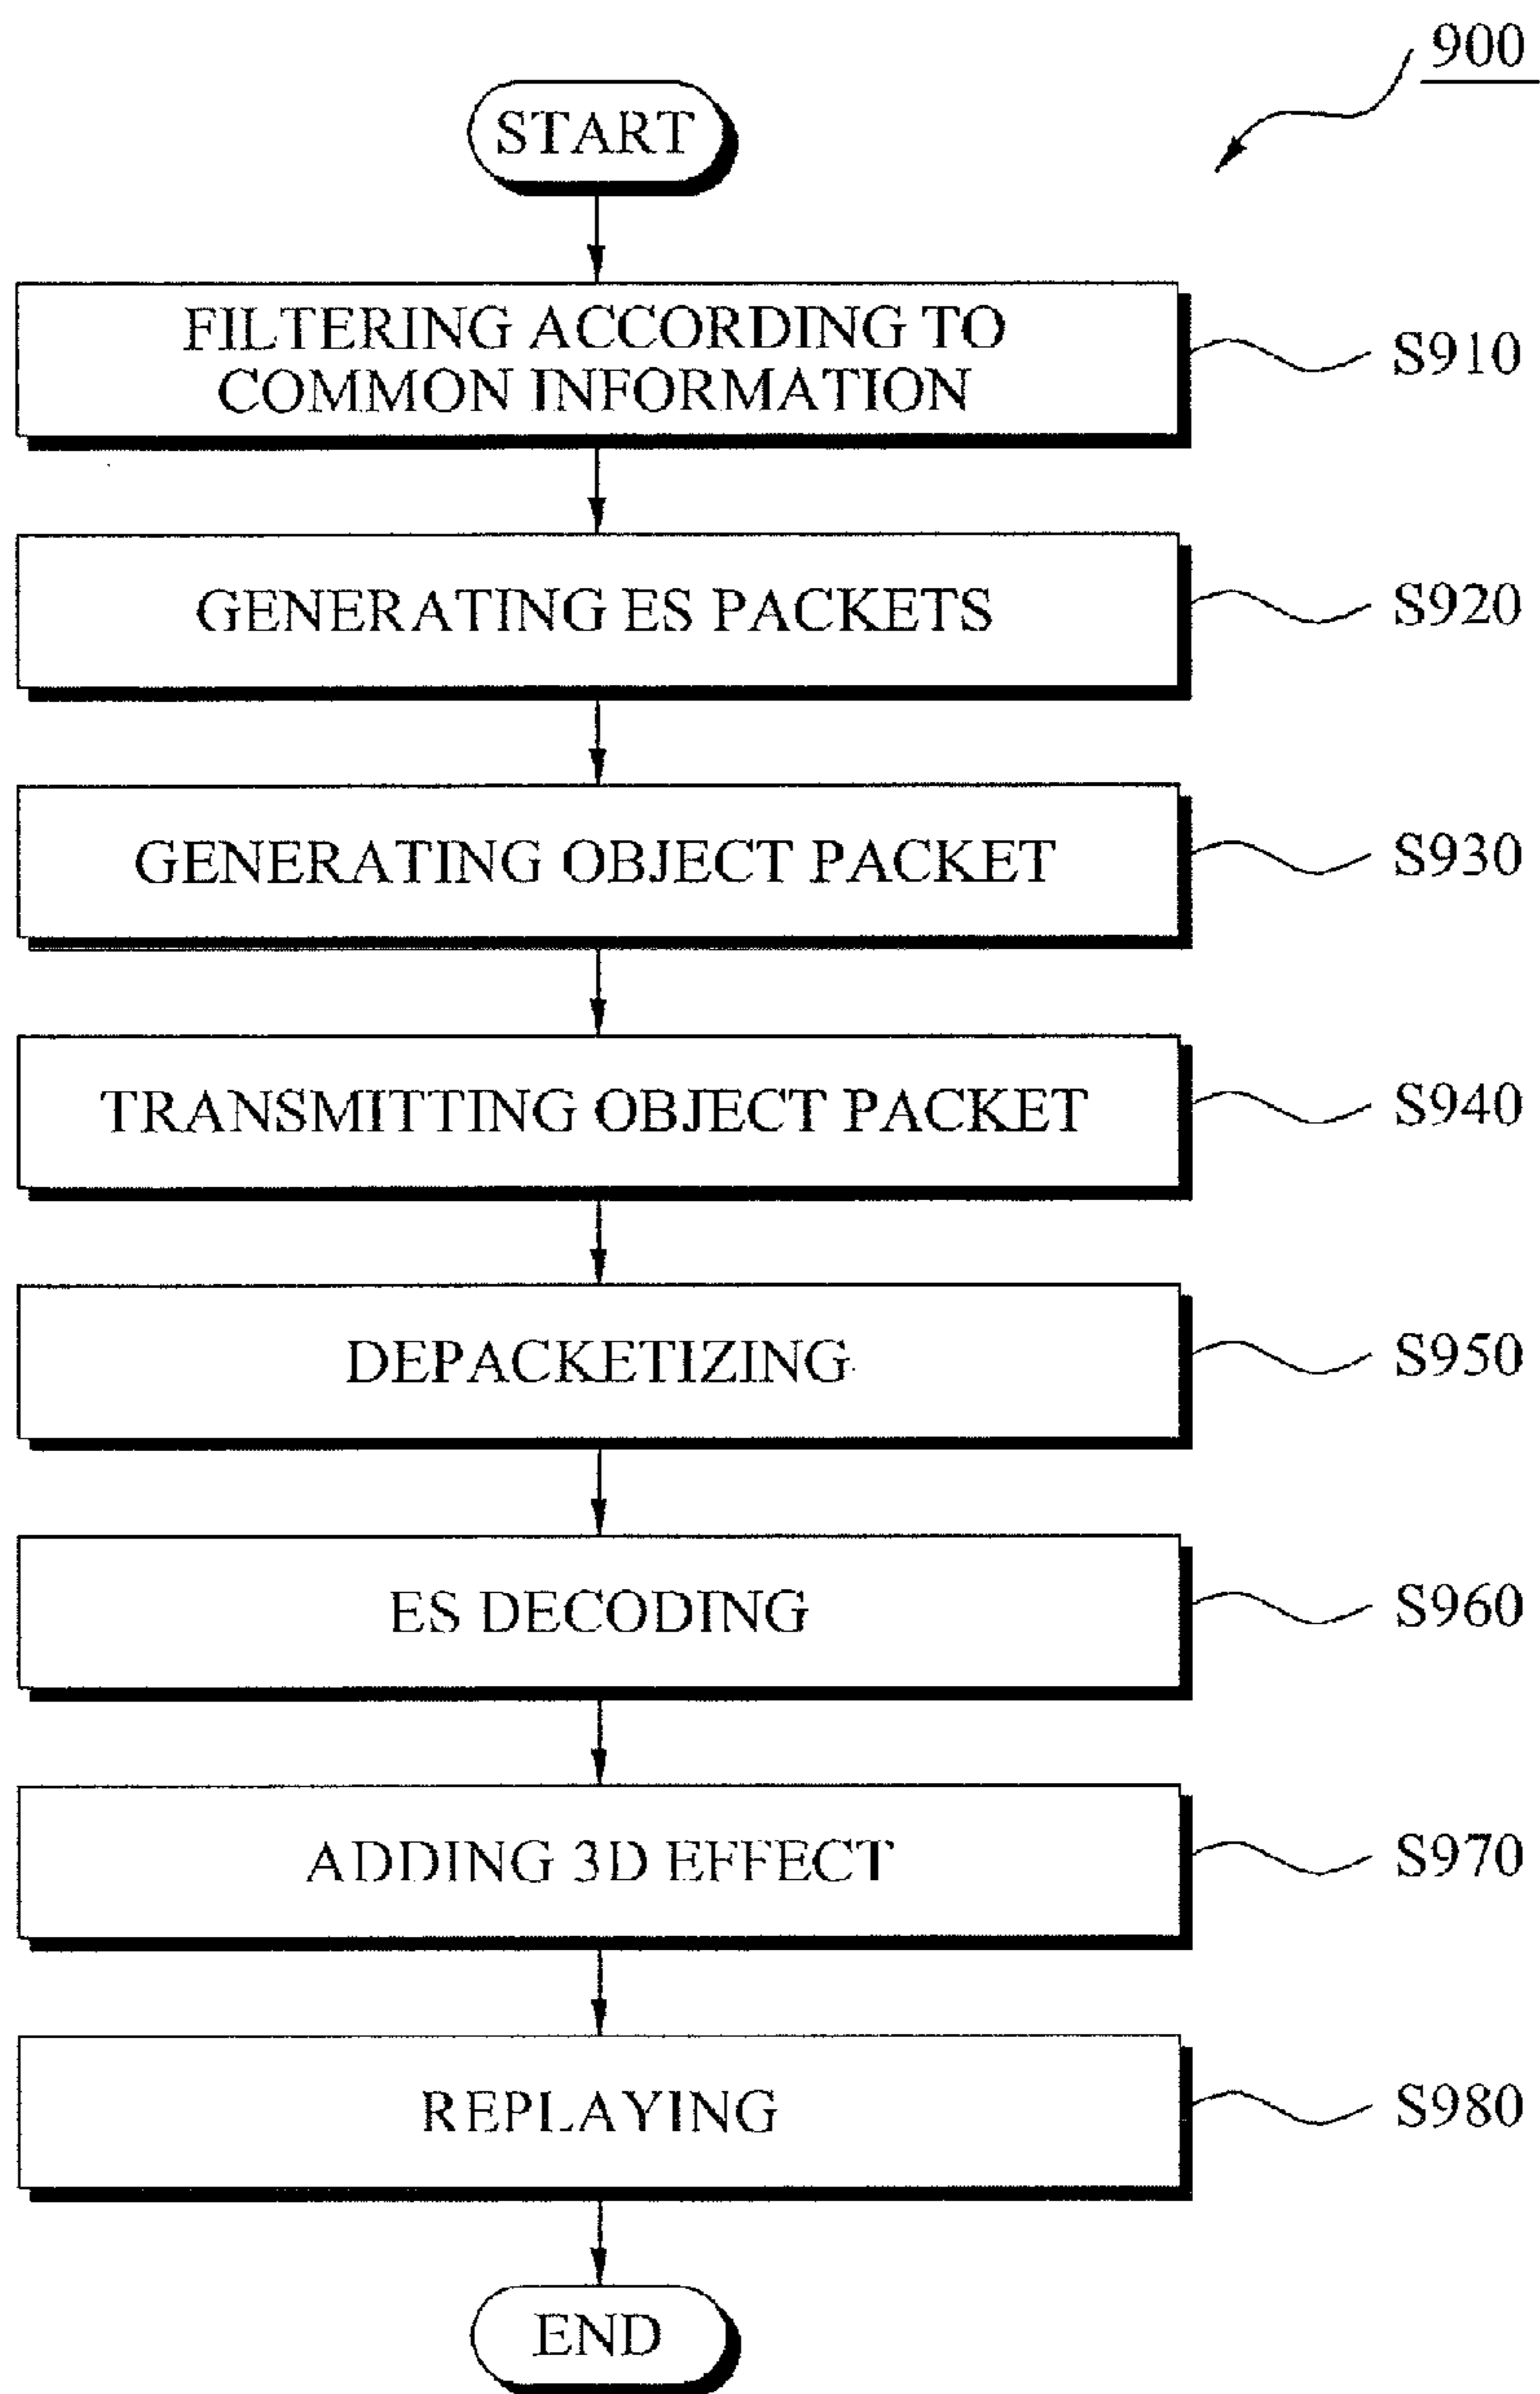 900
START
FILTERING ACCORDING TO
COMMON INFORMATION
S910
GENERATING ES PACKETS
S920
GENERATING OBJECT PACKET
S930
TRANSMITTING OBJECT PACKET
S940
DEPACKETIZING
S950
ES DECODING
S960
ADDING 3D EFFECT
S970
REPLAYING
S980
END